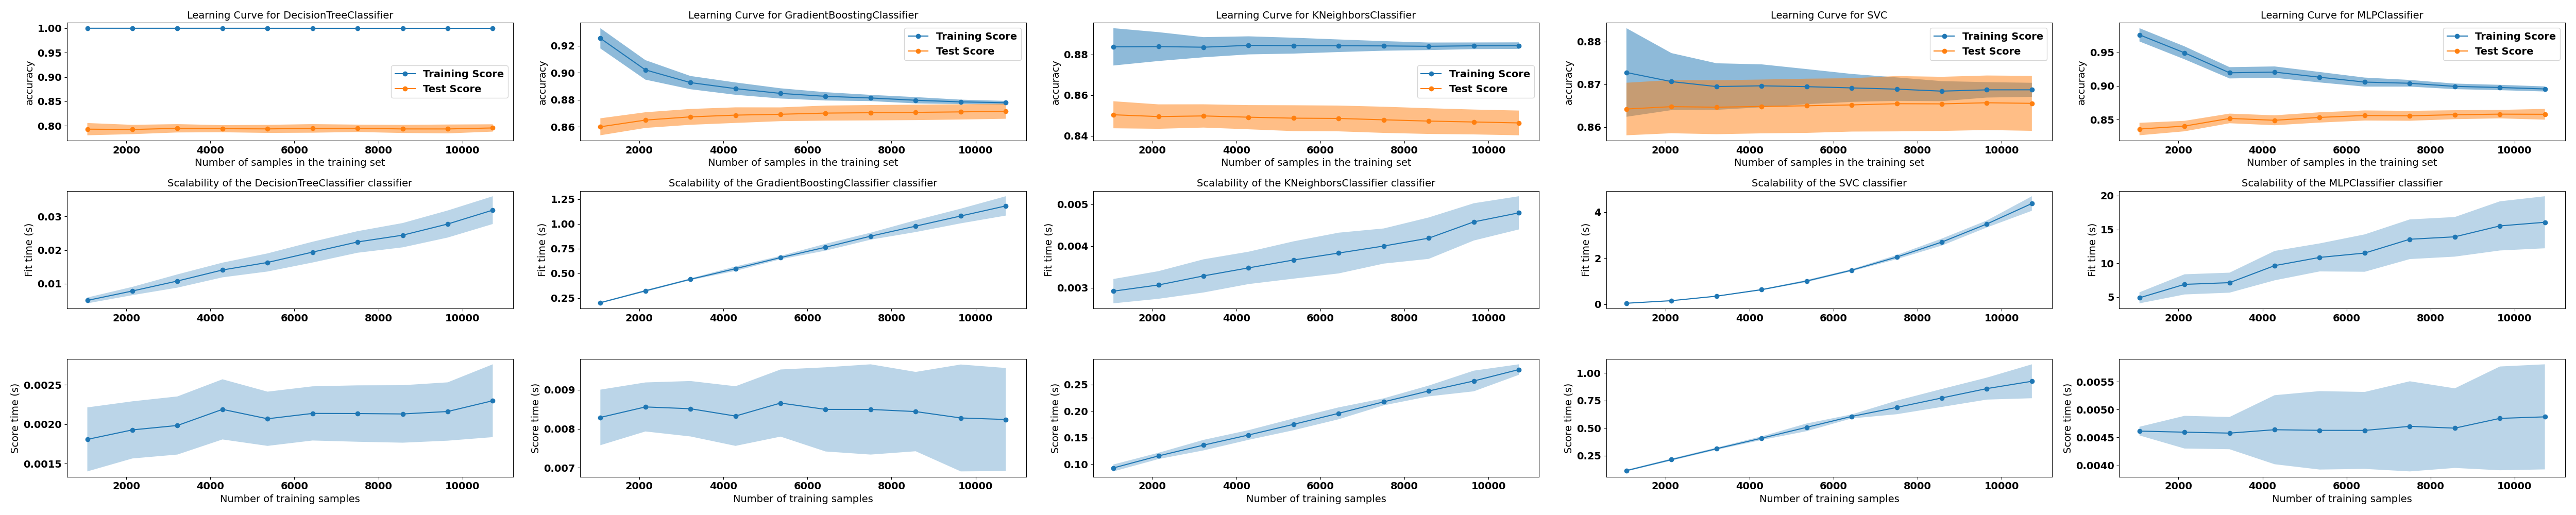 Learning Curve for DecisionTreeClassifier
1.00
0.95
0.90
0.85
0.80
accuracy
Training Score
Test Score
2000 4000 6000 8000 10000
Number of samples in the training set
Learning Curve for GradientBoostingClassifier
0.92
0.90
0.88
0.86
accuracy
Training Score
Test Score
2000 4000 6000 8000 10000
Number of samples in the training set
Learning Curve for KNeighborsClassifier
0.88
0.86
0.84
accuracy
Training Score
Test Score
2000 4000 6000 8000 10000
Number of samples in the training set
Learning Curve for SVC
0.88
0.87
0.86
accuracy
Training Score
Test Score
2000 4000 6000 8000 10000
Number of samples in the training set
Learning Curve for MLPClassifier
0.95
0.90
0.85
accuracy
Training Score
Test Score
2000 4000 6000 8000 10000
Number of samples in the training set
Scalability of the DecisionTreeClassifier classifier
0.03
0.02
0.01
Fit time (s)
2000 4000 6000 8000 10000
Scalability of the GradientBoostingClassifier classifier
1.25
1.00
0.75
0.50
0.25
Fit time (s)
2000 4000 6000 8000 10000
Scalability of the KNeighborsClassifier classifier
0.005
0.004
0.003
Fit time (s)
2000 4000 6000 8000 10000
Scalability of the SVC classifier
4
2
0
Fit time (s)
2000 4000 6000 8000 10000
Scalability of the MLPClassifier classifier
20
15
10
5
Fit time (s)
2000 4000 6000 8000 10000
0.0025
0.0020
0.0015
Score time (s)
2000 4000 6000 8000 10000
Number of training samples
0.009
0.008
0.007
Score time (s)
2000 4000 6000 8000 10000
Number of training samples
0.25
0.20
0.15
0.10
Score time (s)
2000 4000 6000 8000 10000
Number of training samples
1.00
0.75
0.50
0.25
Score time (s)
2000 4000 6000 8000 10000
Number of training samples
0.0055
0.0050
0.0045
0.0040
Score time (s)
2000 4000 6000 8000 10000
Number of training samples